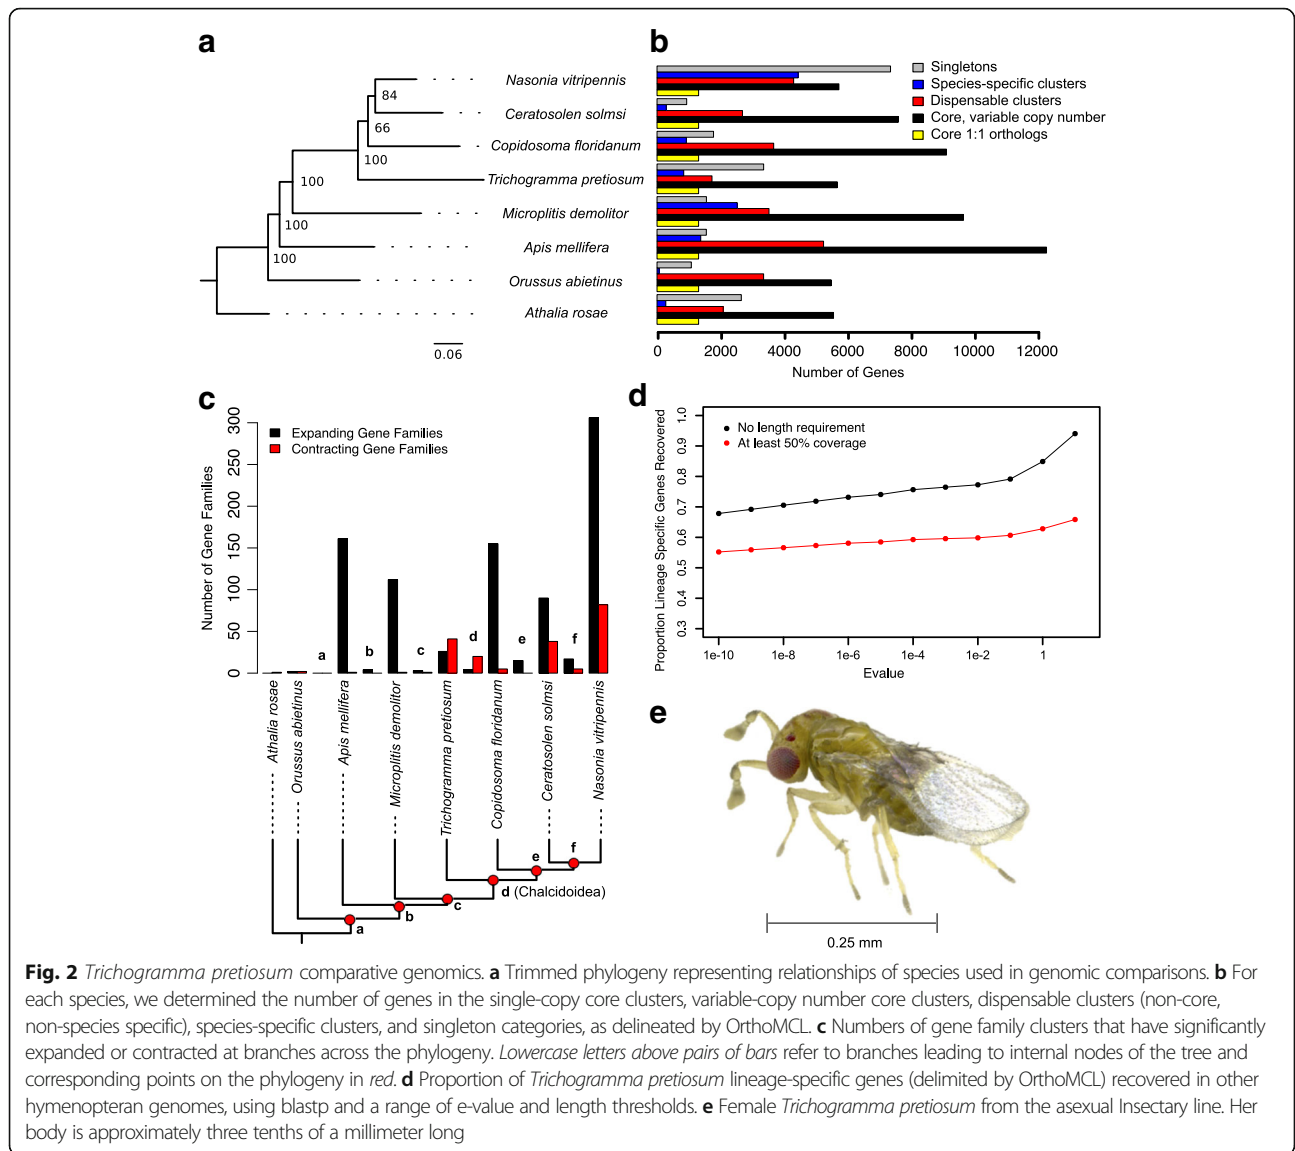 a
Nasonia vitripennis
84
Ceratosolen solmsi
66
Copidosoma floridanum
100
Trichogramma pretiosum
100
Microplitis demolitor
100
Apis mellifera
100
Orussus abietinus
Athalia rosae
0.06
b
Singletons
Species-specific clusters
Dispensable clusters
Core, variable copy number
Core 1:1 orthologs
0 2000 4000 6000 8000 10000 12000
Number of Genes
c
Expanding Gene Families
Contracting Gene Families
Number of Gene Families
300
250
200
150
100
50
0
a b c d e f
Athalia rosae
Orussus abietinus
Apis mellifera
Microplitis demolitor
Trichogramma pretiosum
Copidosoma floridanum
Ceratosolen solmsi
Nasonia vitripennis
f
e
d (Chalcidoidea)
c
b
a
d
No length requirement
At least 50% coverage
Proportion Lineage Specific Genes Recovered
1.0
0.9
0.8
0.7
0.6
0.5
0.4
0.3
1e-10 1e-8 1e-6 1e-4 1e-2 1
Evalue
e
0.25 mm
Fig. 2 Trichogramma pretiosum comparative genomics. a Trimmed phylogeny representing relationships of species used in genomic comparisons. b For
each species, we determined the number of genes in the single-copy core clusters, variable-copy number core clusters, dispensable clusters (non-core,
non-species specific), species-specific clusters, and singleton categories, as delineated by OrthoMCL. c Numbers of gene family clusters that have significantly
expanded or contracted at branches across the phylogeny. Lowercase letters above pairs of bars refer to branches leading to internal nodes of the tree and
corresponding points on the phylogeny in red. d Proportion of Trichogramma pretiosum lineage-specific genes (delimited by OrthoMCL) recovered in other
hymenopteran genomes, using blastp and a range of e-value and length thresholds. e Female Trichogramma pretiosum from the asexual Insectary line. Her
body is approximately three tenths of a millimeter long